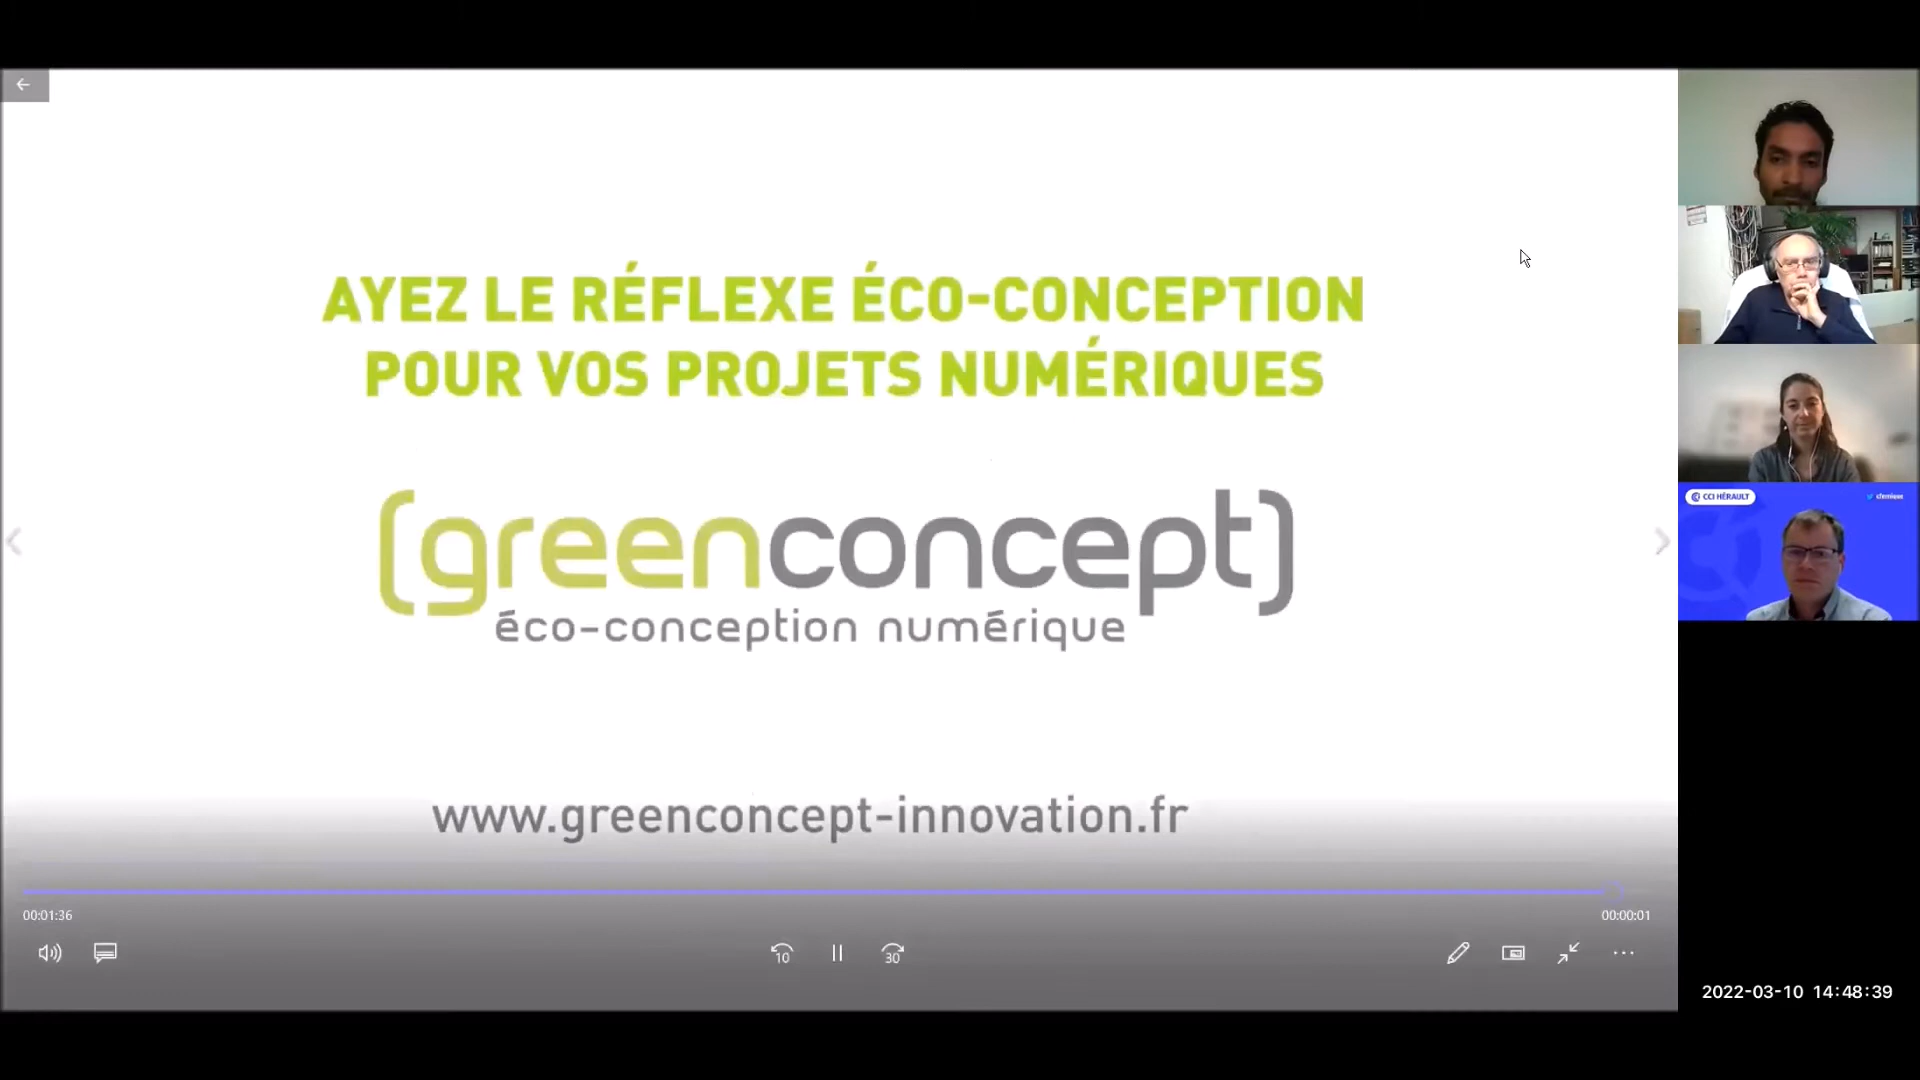 AYEZ LE RÉFLEXE ÉCO-CONCEPTION
POUR VOS PROJETS NUMÉRIQUES
(greenconcept)
éco-conception numérique
www.greenconcept-innovation.fr
00:01:36
00:00:01
10
30
CCI HÉRAULT
2022-03-10 14:48:39